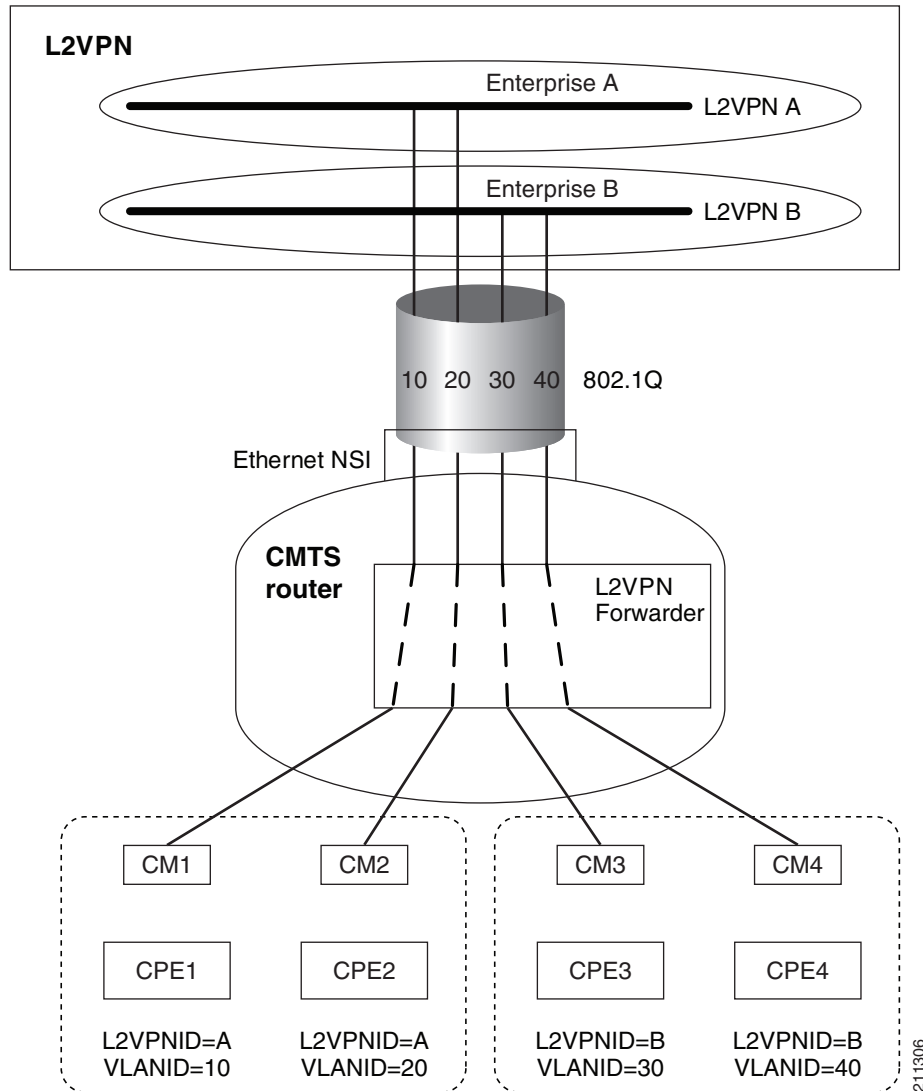 L2VPN
Enterprise A
L2VPN A
Enterprise B
L2VPN B
10 20 30 40 802.1Q
Ethernet NSI
CMTS
router
L2VPN
Forwarder
CM1 CM2 CM3 CM4
CPE1 CPE2 CPE3 CPE4
L2VPNID=A L2VPNID=A L2VPNID=B L2VPNID=B
VLANID=10 VLANID=20 VLANID=30 VLANID=40
211306